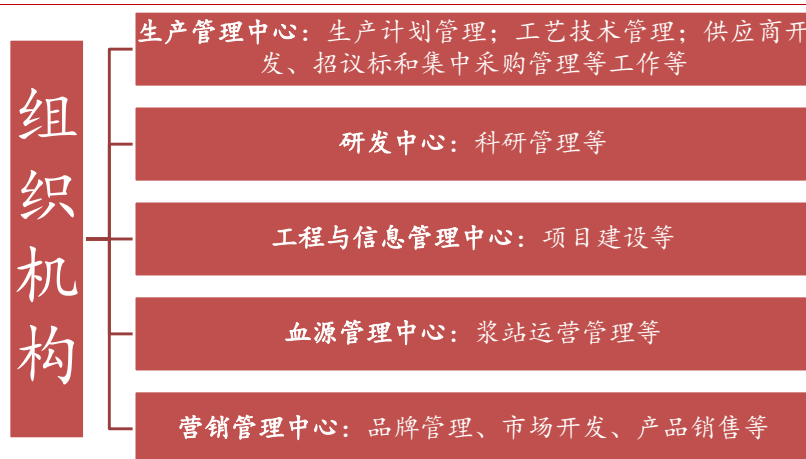 组织机构
生产管理中心：生产计划管理；工艺技术管理；供应商开
发、招议标和集中采购管理等工作等
研发中心：科研管理等
工程与信息管理中心：项目建设等
血源管理中心：浆站运营管理等
营销管理中心：品牌管理、市场开发、产品销售等